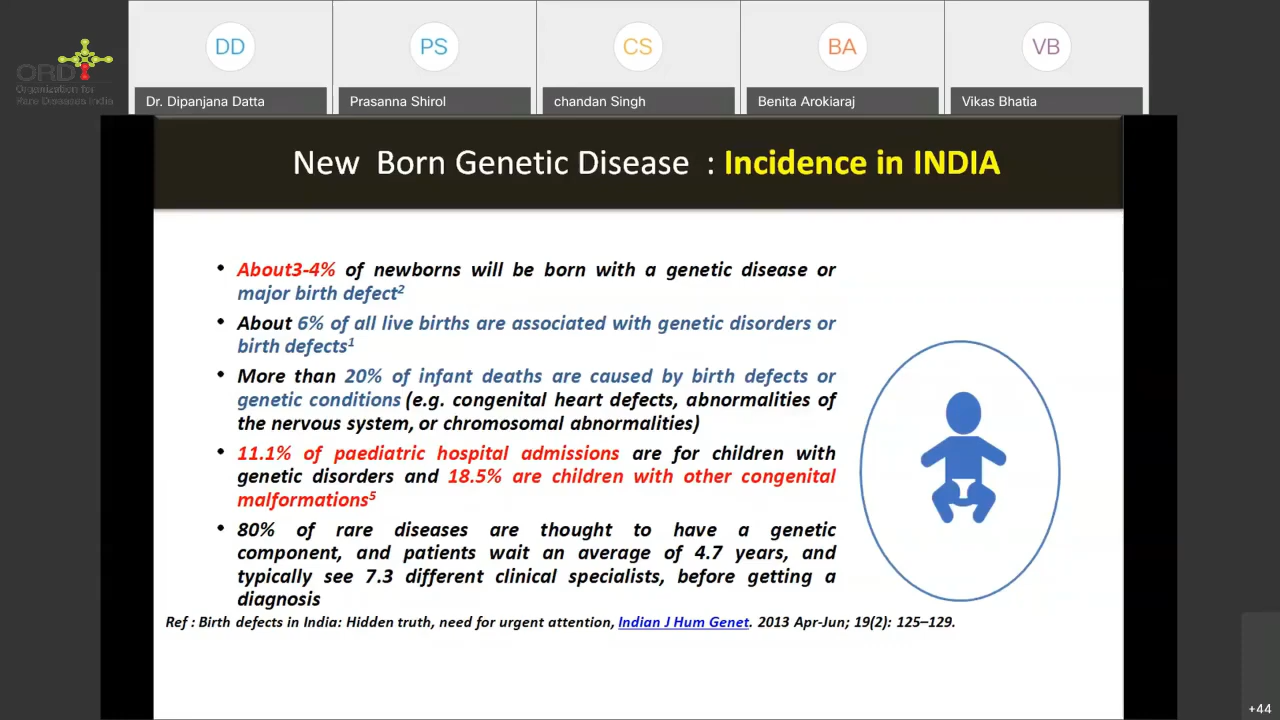 ORDI
Organization for
Rare Diseases India
DD
PS
CS
BA
VB
Dr. Dipanjana Datta
Prasanna Shirol
chandan Singh
Benita Arokiaraj
Vikas Bhatia
New Born Genetic Disease : Incidence in INDIA
• About3-4% of newborns will be born with a genetic disease or
major birth defect²
• About 6% of all live births are associated with genetic disorders or
birth defects¹
• More than 20% of infant deaths are caused by birth defects or
genetic conditions (e.g. congenital heart defects, abnormalities of
the nervous system, or chromosomal abnormalities)
• 11.1% of paediatric hospital admissions are for children with
genetic disorders and 18.5% are children with other congenital
malformations⁵
• 80% of rare diseases are thought to have a genetic
component, and patients wait an average of 4.7 years, and
typically see 7.3 different clinical specialists, before getting a
diagnosis
Ref : Birth defects in India: Hidden truth, need for urgent attention, Indian J Hum Genet. 2013 Apr-Jun; 19(2): 125–129.
+44